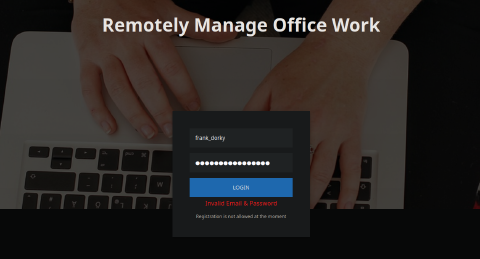 Remotely Manage Office Work
frank_dorky
●●●●●●●●●●●●●●●●
LOGIN
Invalid Email & Password
Registration is not allowed at the moment